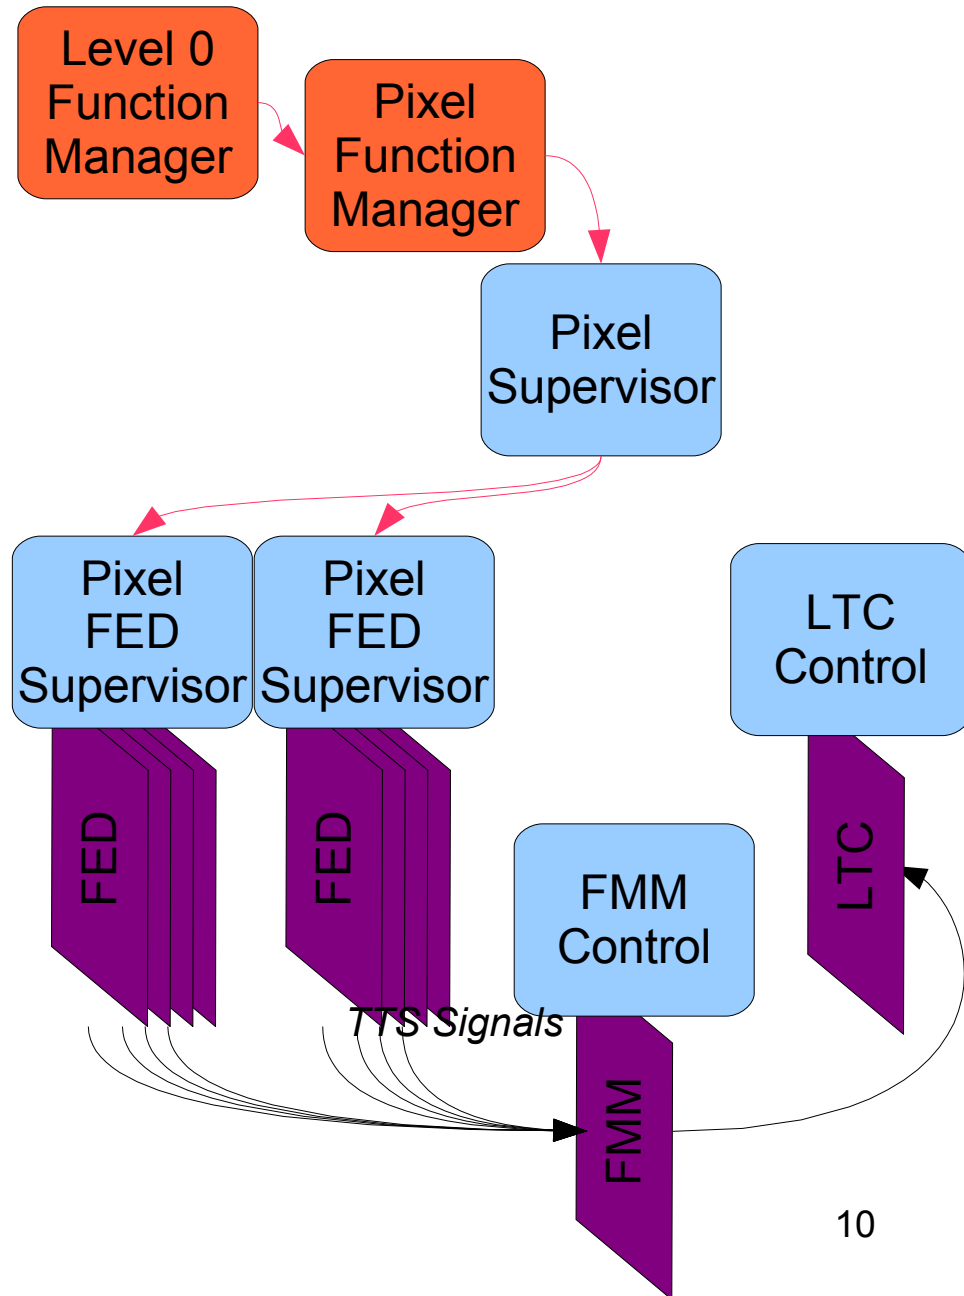 Level 0
Function
Manager
Pixel
Function
Manager
Pixel
Supervisor
Pixel
FED
Supervisor
Pixel
FED
Supervisor
LTC
Control
FED
FED
LTC
FMM
Control
TTS Signals
FMM
10